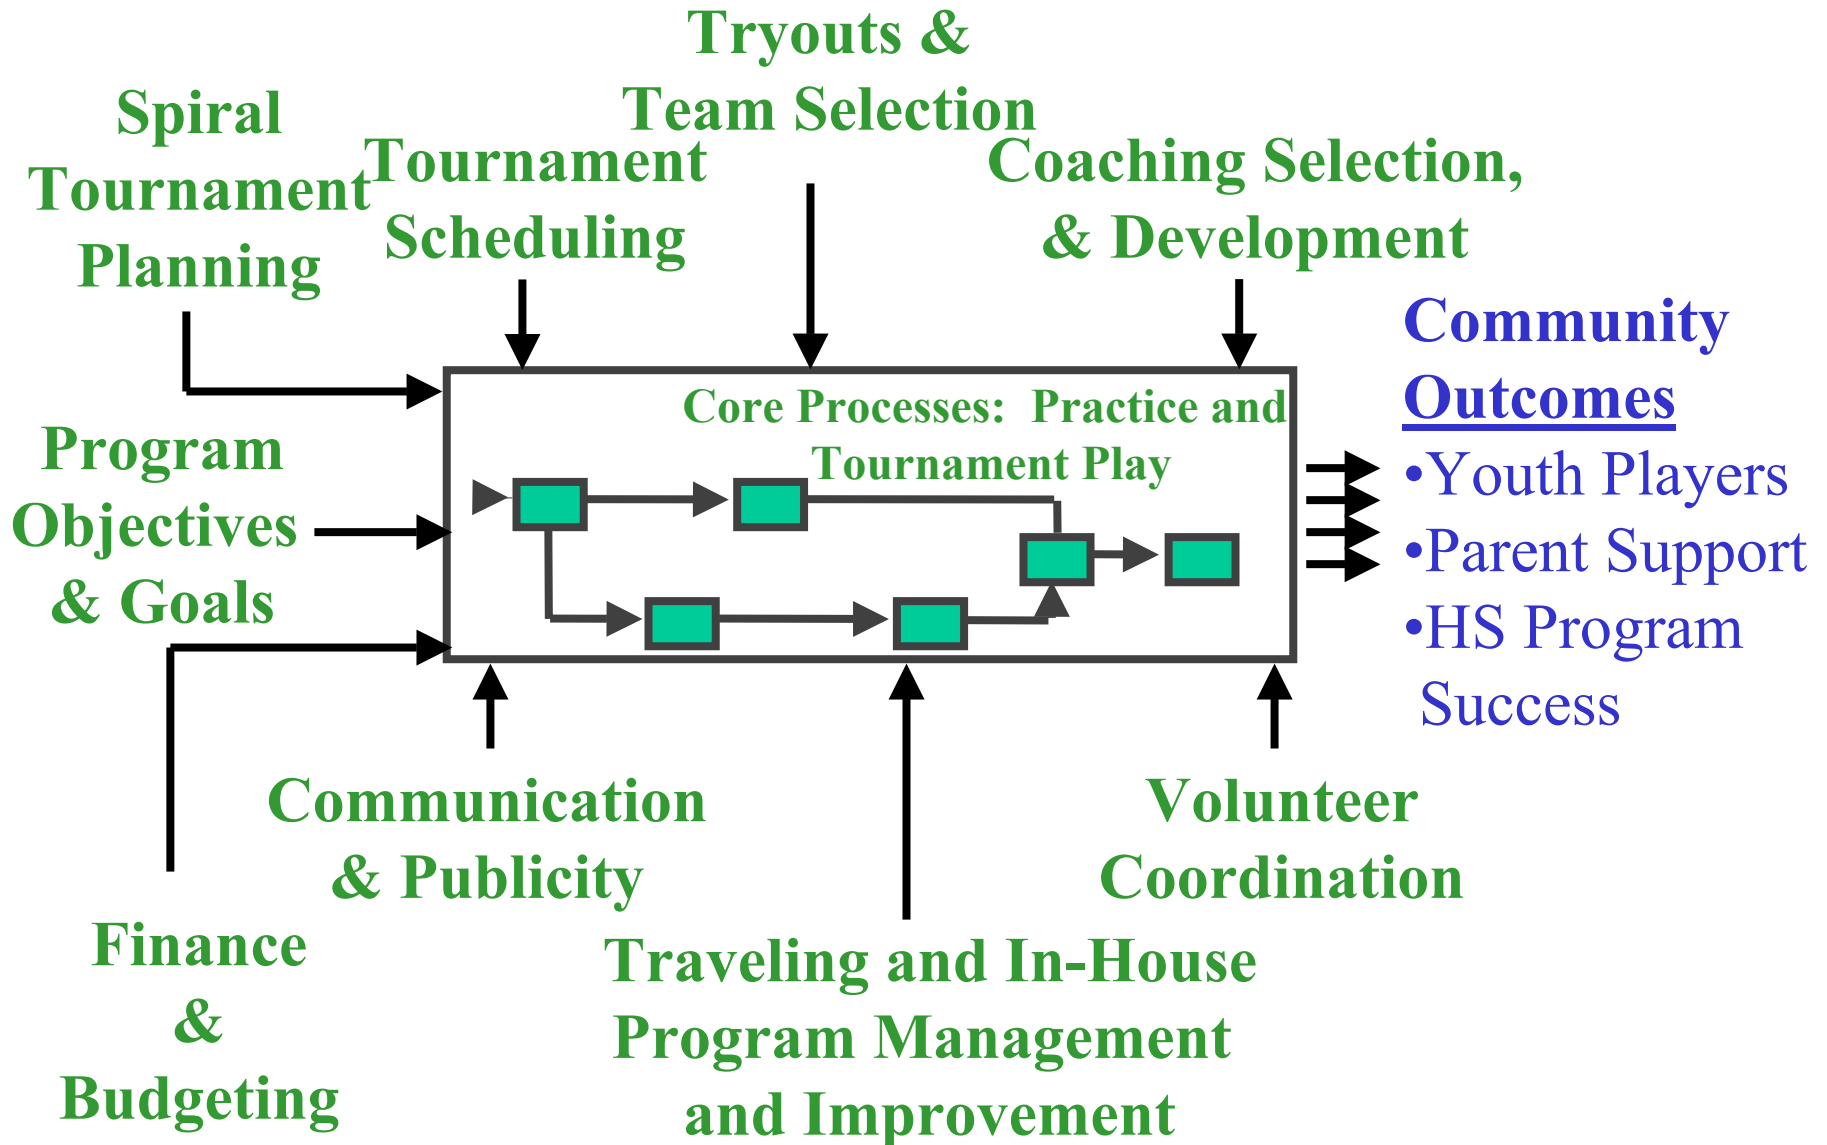 Tryouts &
Team Selection
Spiral
Tournament
Planning
Tournament
Scheduling
Coaching Selection,
& Development
Community
Outcomes
•Youth Players
•Parent Support
•HS Program
Success
Core Processes: Practice and
Tournament Play
Program
Objectives
& Goals
Communication
& Publicity
Volunteer
Coordination
Finance
&
Budgeting
Traveling and In-House
Program Management
and Improvement